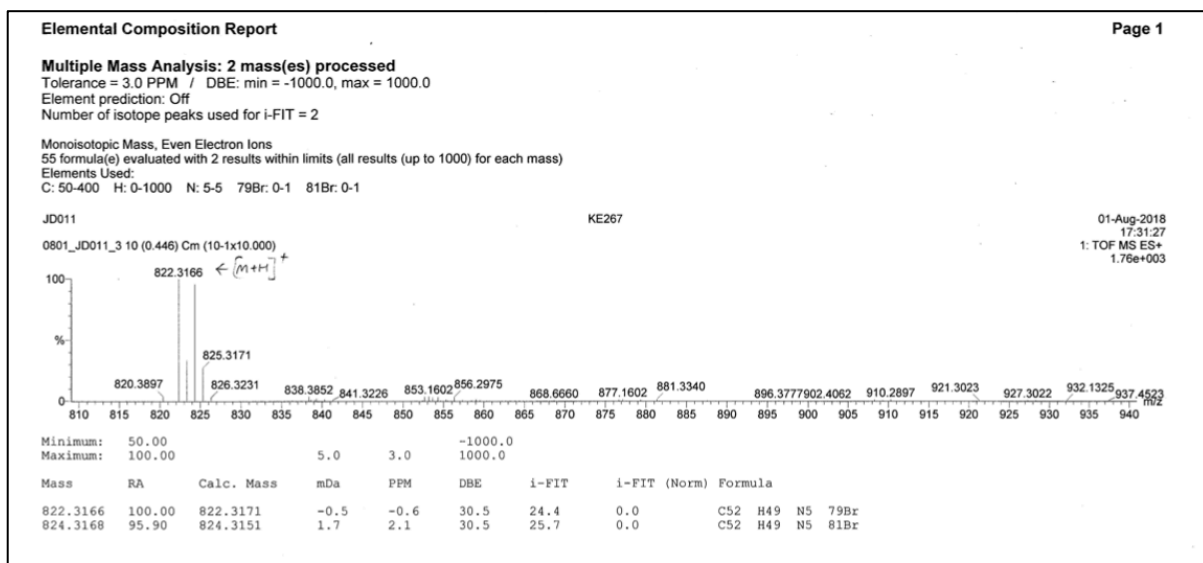 Elemental Composition Report Page 1
Multiple Mass Analysis: 2 mass(es) processed
Tolerance = 3.0 PPM / DBE: min = -1000.0, max = 1000.0
Element prediction: Off
Number of isotope peaks used for i-FIT = 2
Monoisotopic Mass, Even Electron Ions
55 formula(e) evaluated with 2 results within limits (all results (up to 1000) for each mass)
Elements Used:
C: 50-400 H: 0-1000 N: 5-5 79Br: 0-1 81Br: 0-1
JD011 KE267 01-Aug-2018
17:31:27
0801_JD011_3 10 (0.446) Cm (10-1x10.000) 1: TOF MS ES+
1.76e+003
100 822.3166 ← [M+H]+
%
825.3171
820.3897 826.3231 838.3852 841.3226 853.1602 856.2975 868.6660 877.1602 881.3340 896.3777 902.4062 910.2897 921.3023 927.3022 932.1325 937.4523
0 m/z
810 815 820 825 830 835 840 845 850 855 860 865 870 875 880 885 890 895 900 905 910 915 920 925 930 935 940
Minimum: 50.00 -1000.0
Maximum: 100.00 5.0 3.0 1000.0
Mass RA Calc. Mass mDa PPM DBE i-FIT i-FIT (Norm) Formula
822.3166 100.00 822.3171 -0.5 -0.6 30.5 24.4 0.0 C52 H49 N5 79Br
824.3168 95.90 824.3151 1.7 2.1 30.5 25.7 0.0 C52 H49 N5 81Br